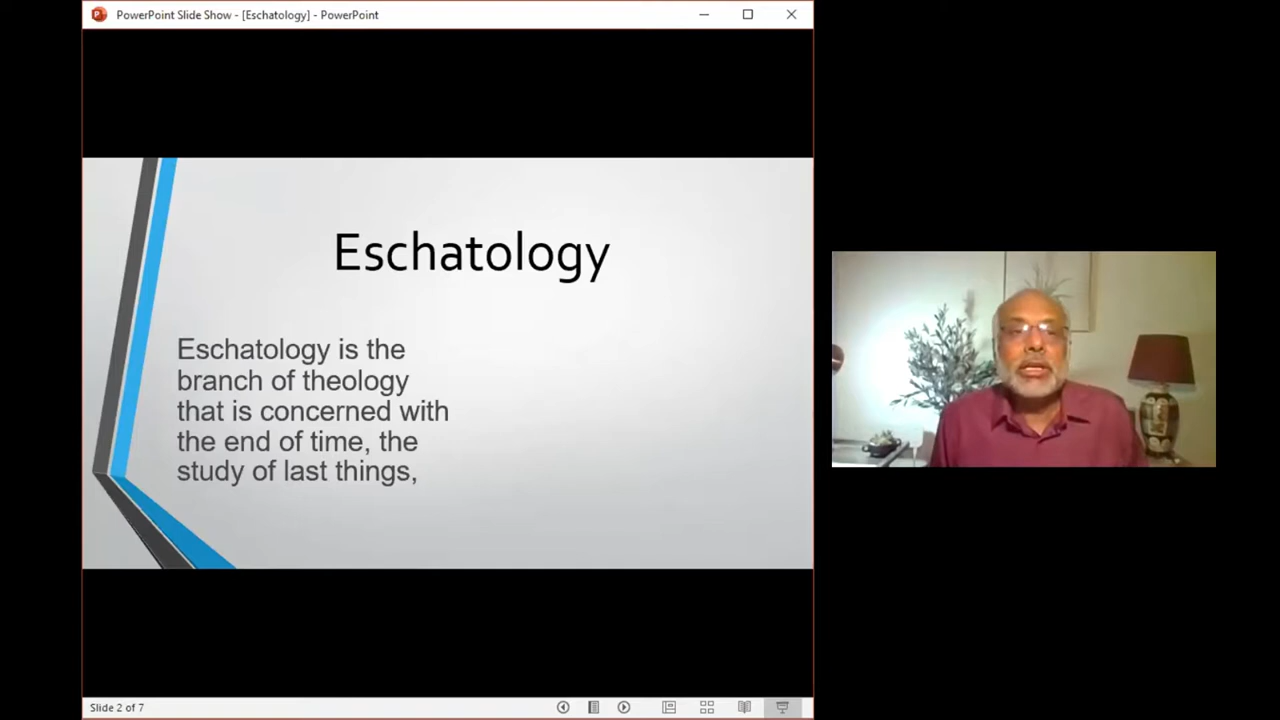 PowerPoint Slide Show - [Eschatology] - PowerPoint
Eschatology
Eschatology is the
branch of theology
that is concerned with
the end of time, the
study of last things,
Slide 2 of 7